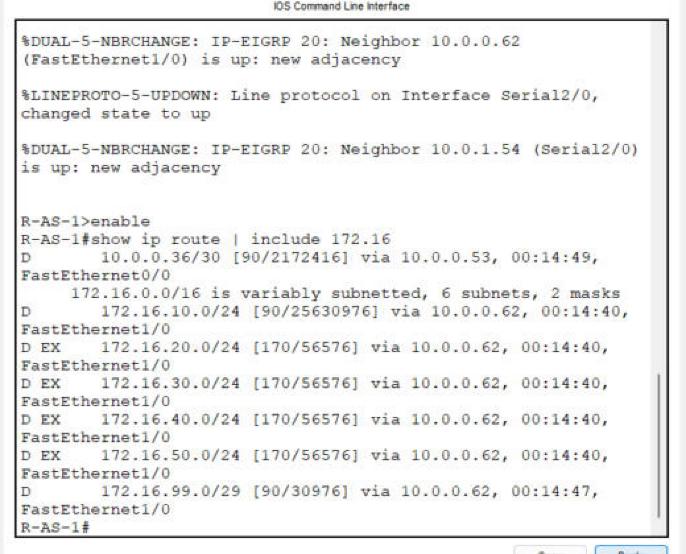 IOS Command Line Interface
%DUAL-5-NBRCHANGE: IP-EIGRP 20: Neighbor 10.0.0.62
(FastEthernet1/0) is up: new adjacency
%LINEPROTO-5-UPDOWN: Line protocol on Interface Serial2/0,
changed state to up
%DUAL-5-NBRCHANGE: IP-EIGRP 20: Neighbor 10.0.1.54 (Serial2/0)
is up: new adjacency
R-AS-1>enable
R-AS-1#show ip route | include 172.16
D       10.0.0.36/30 [90/2172416] via 10.0.0.53, 00:14:49,
FastEthernet0/0
     172.16.0.0/16 is variably subnetted, 6 subnets, 2 masks
D       172.16.10.0/24 [90/25630976] via 10.0.0.62, 00:14:40,
FastEthernet1/0
D EX    172.16.20.0/24 [170/56576] via 10.0.0.62, 00:14:40,
FastEthernet1/0
D EX    172.16.30.0/24 [170/56576] via 10.0.0.62, 00:14:40,
FastEthernet1/0
D EX    172.16.40.0/24 [170/56576] via 10.0.0.62, 00:14:40,
FastEthernet1/0
D EX    172.16.50.0/24 [170/56576] via 10.0.0.62, 00:14:40,
FastEthernet1/0
D       172.16.99.0/29 [90/30976] via 10.0.0.62, 00:14:47,
FastEthernet1/0
R-AS-1#